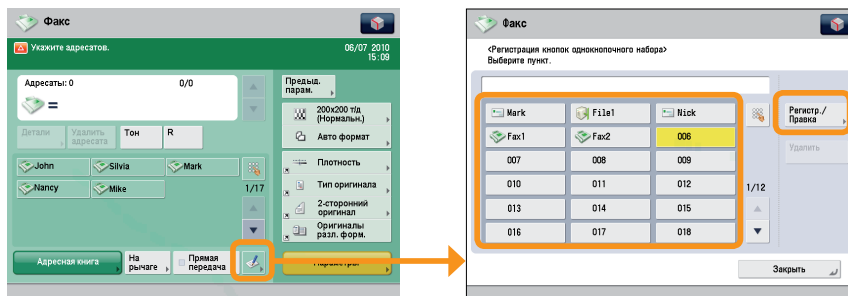 Факс
Укажите адресатов.
06/07 2010
15:09
Адресаты: 0
0/0
=
Предыд.
парам.
200x200 т/д
(Нормальн.)
Авто формат
Детали
Удалить
адресата
Тон
R
John
Silvia
Mark
Nancy
Mike
1/17
Плотность
Тип оригинала
2-сторонний
оригинал
Оригиналы
разл. форм.
Адресная книга
На
рычаге
Прямая
передача
Факс
<Регистрация кнопок однокнопочного набора>
Выберите пункт.
Mark
File1
Nick
Fax1
Fax2
006
007
008
009
010
011
012
013
014
015
016
017
018
1/12
Регистр./
Правка
Удалить
Закрыть